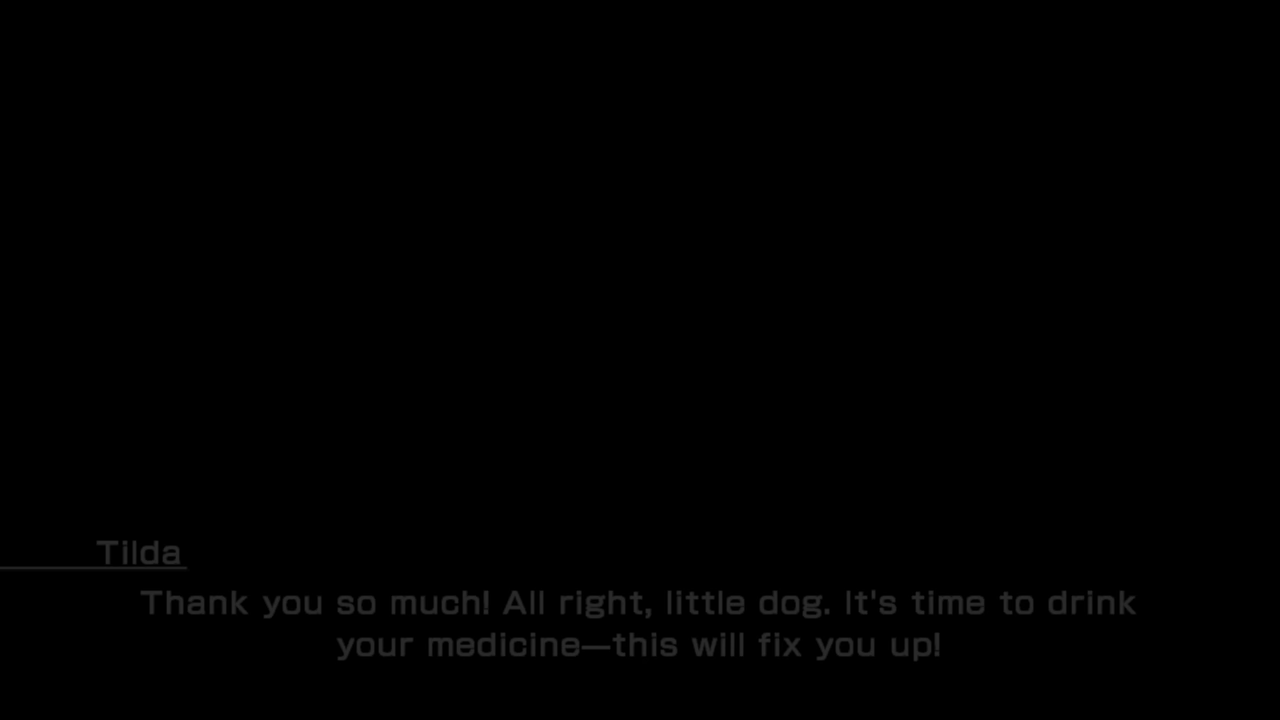 Tilda
Thank you so much! All right, little dog. It's time to drink
your medicine—this will fix you up!